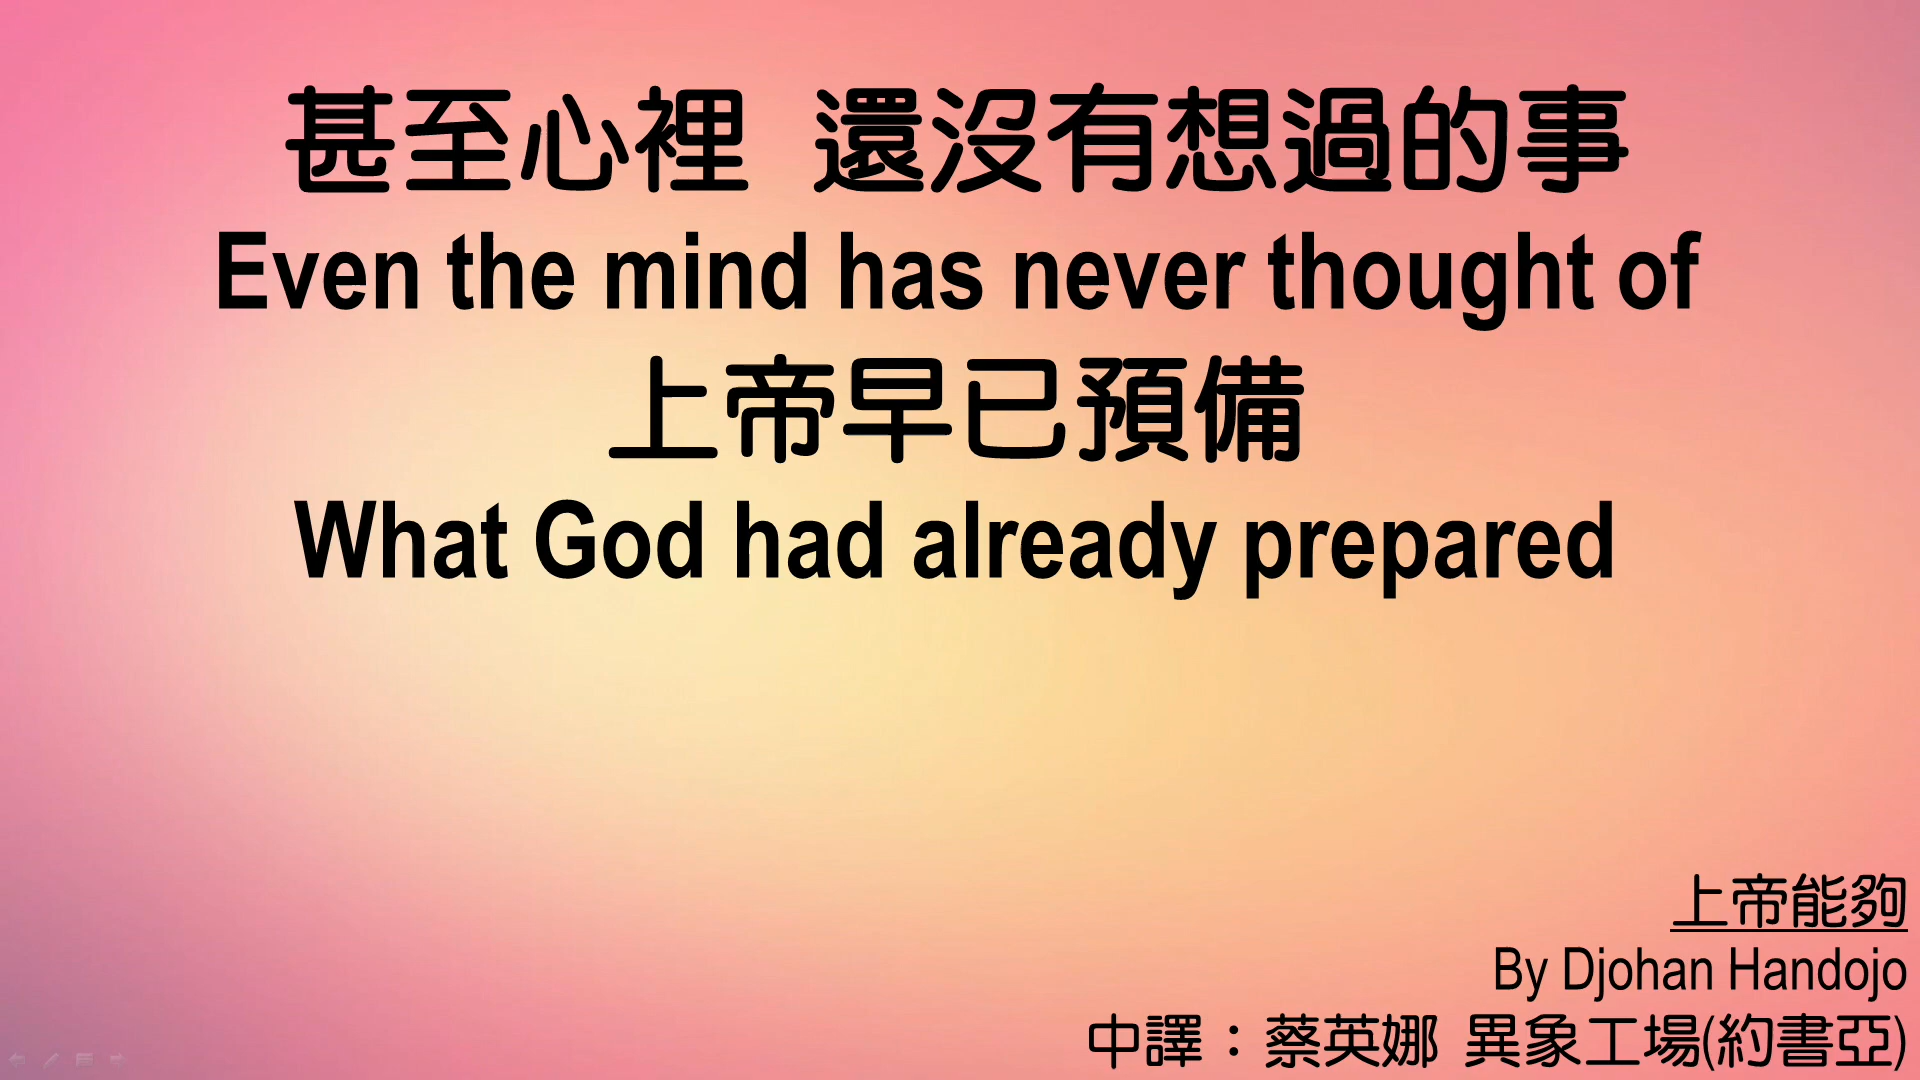 甚至心裡 還沒有想過的事
Even the mind has never thought of
上帝早已預備
What God had already prepared
上帝能夠
By Djohan Handojo
中譯：蔡英娜 異象工場(約書亞)